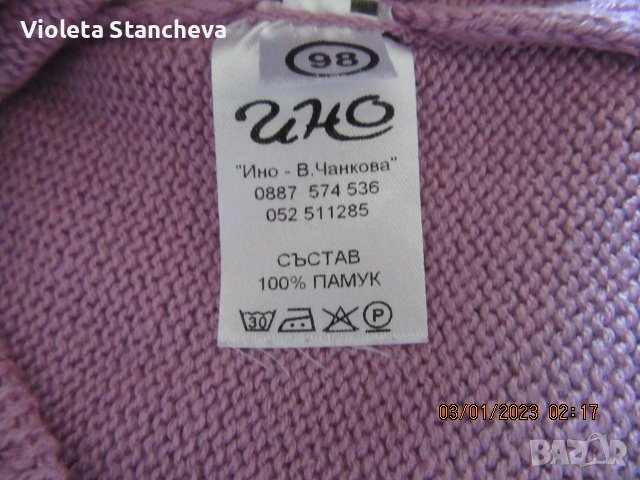 Violeta Stancheva
98
ИНО
"Ино - В.Чанкова"
0887 574 536
052 511285
СЪСТАВ
100% ПАМУК
30 P
03/01/2023 02:17
BAZAR